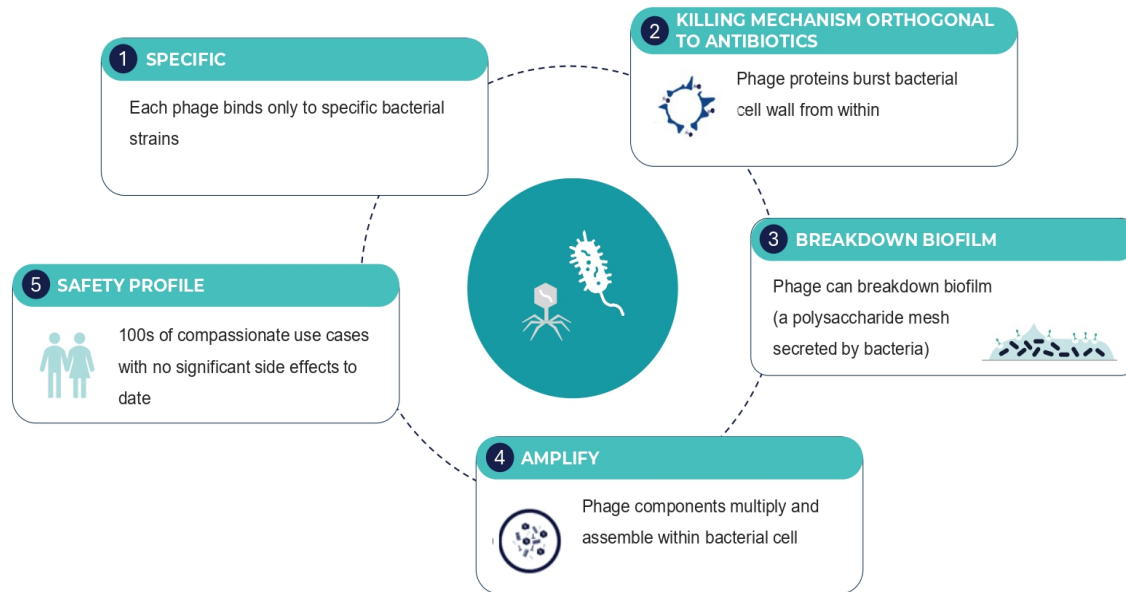 1 SPECIFIC
Each phage binds only to specific bacterial
strains
2 KILLING MECHANISM ORTHOGONAL
TO ANTIBIOTICS
Phage proteins burst bacterial
cell wall from within
3 BREAKDOWN BIOFILM
Phage can breakdown biofilm
(a polysaccharide mesh
secreted by bacteria)
4 AMPLIFY
Phage components multiply and
assemble within bacterial cell
5 SAFETY PROFILE
100s of compassionate use cases
with no significant side effects to
date